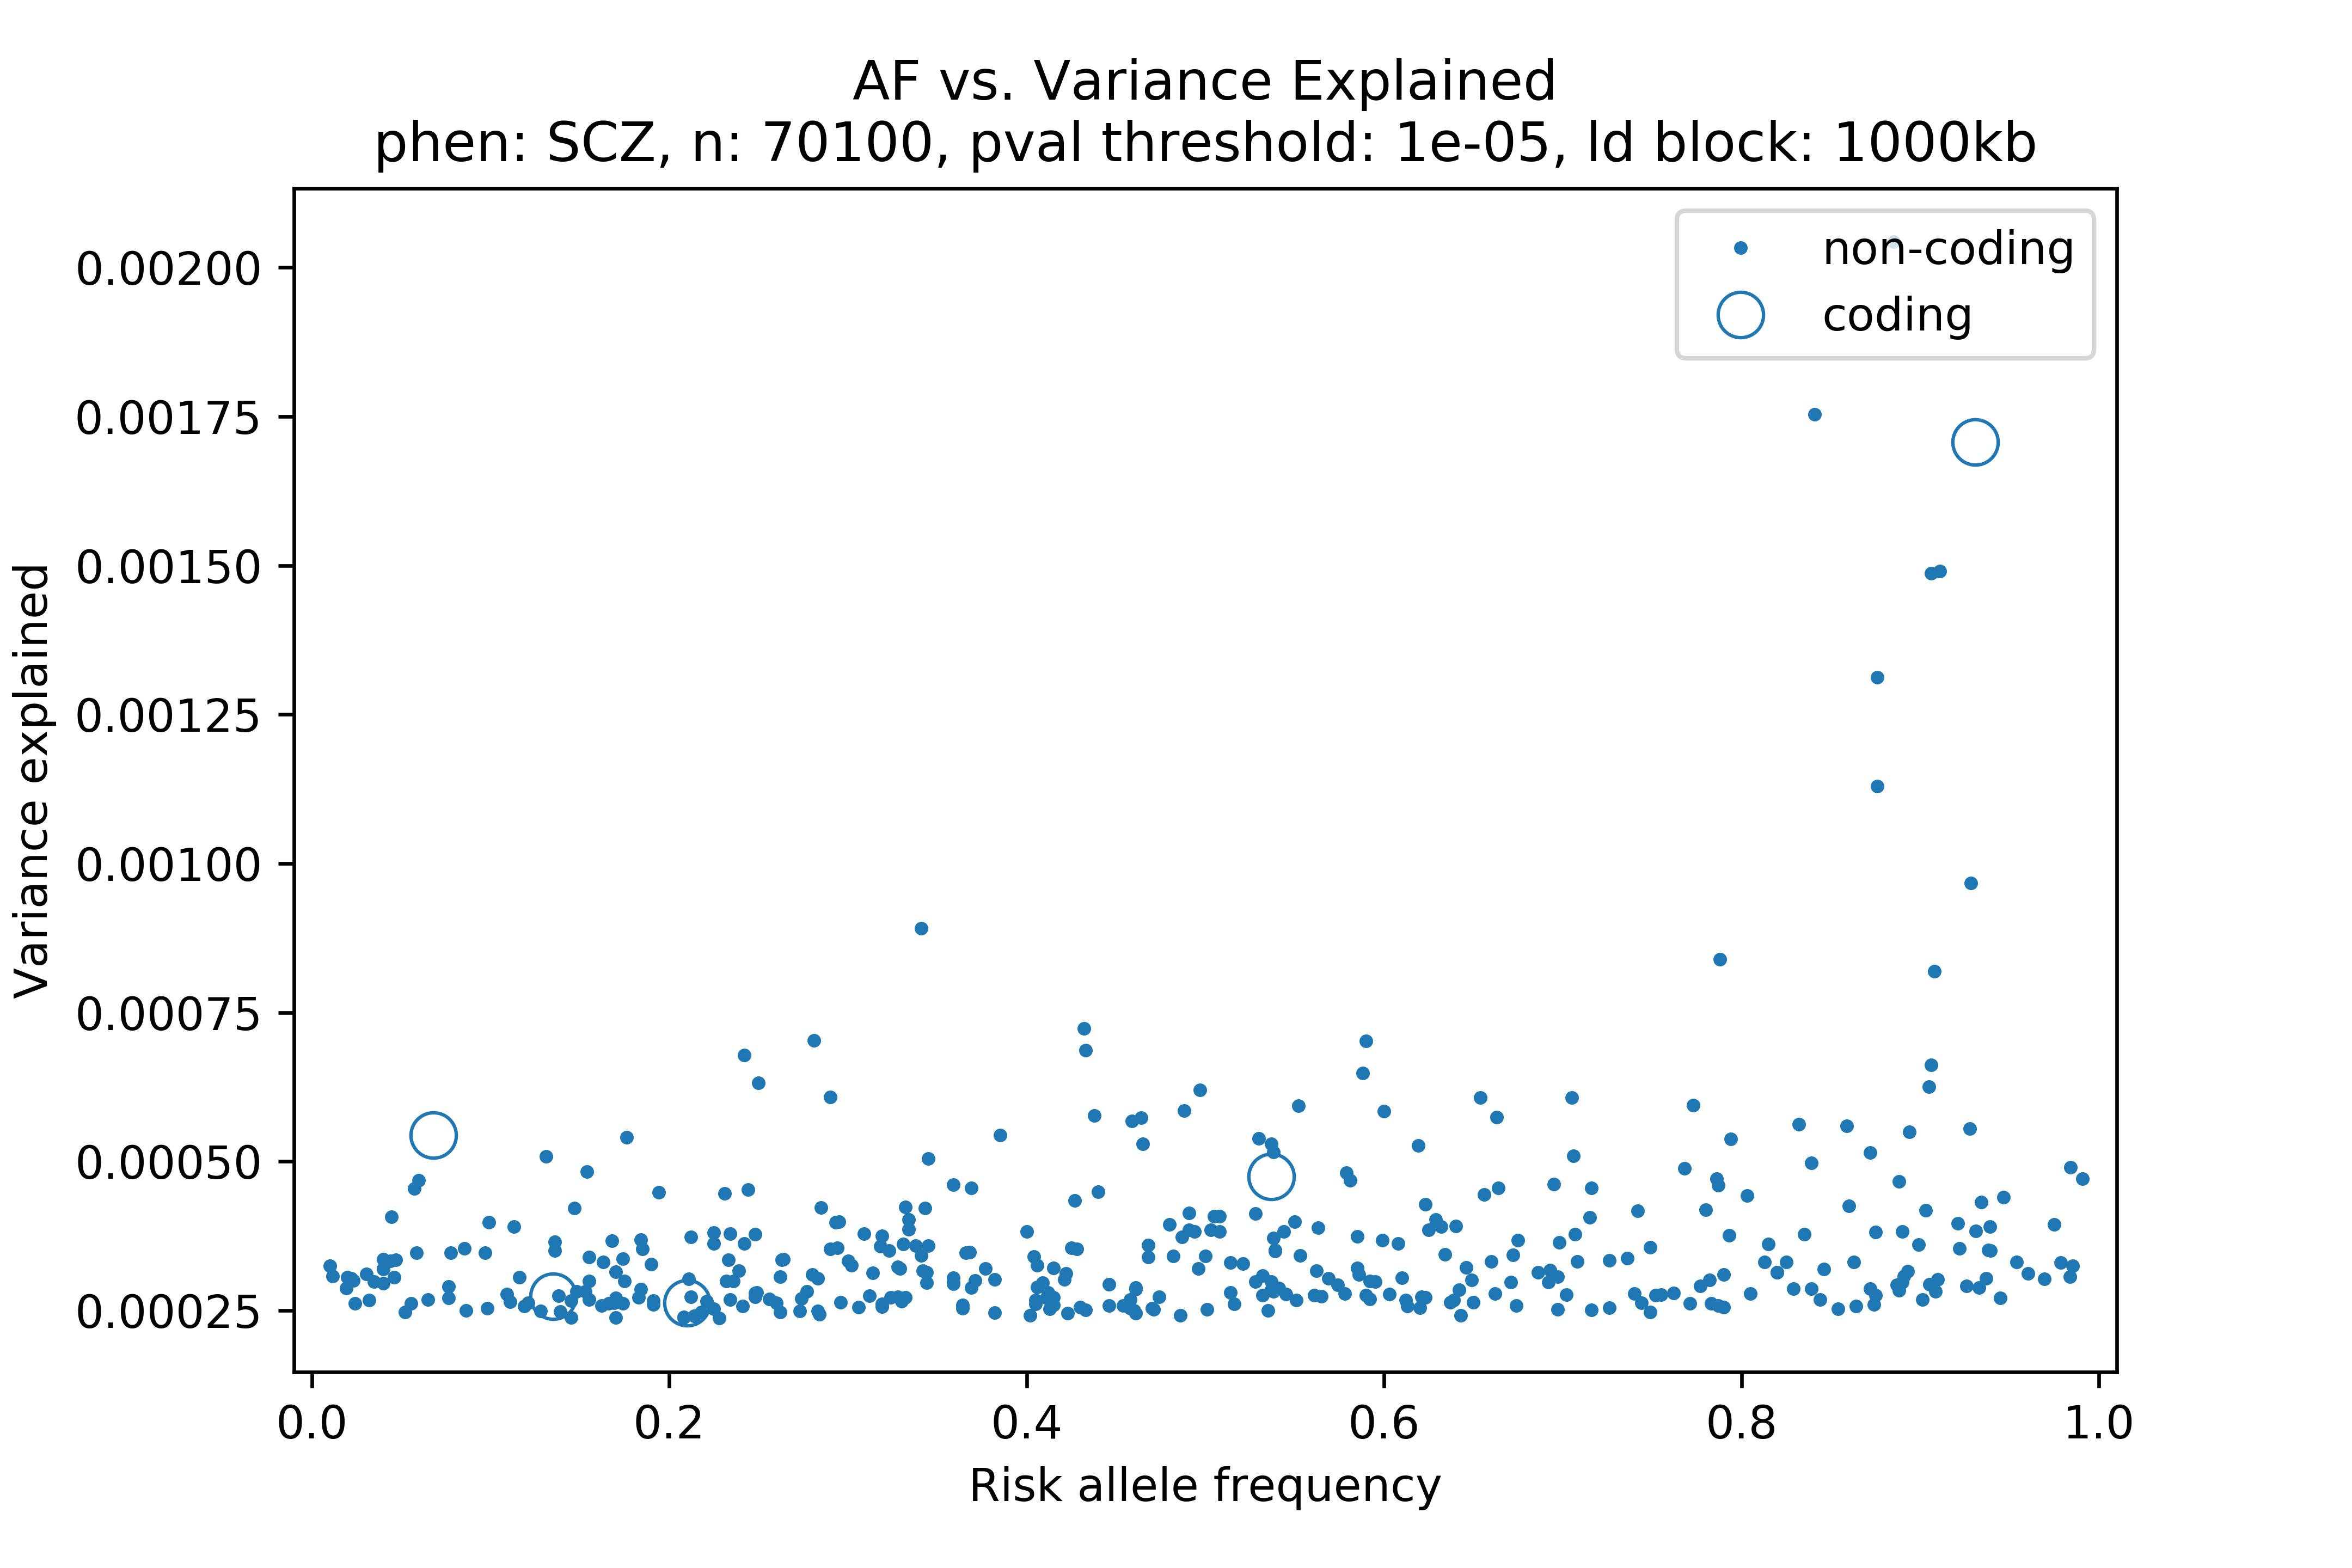 AF vs. Variance Explained
phen: SCZ, n: 70100, pval threshold: 1e-05, ld block: 1000kb
non-coding
coding
0.00200
0.00175
0.00150
0.00125
0.00100
0.00075
0.00050
0.00025
Variance explained
0.0 0.2 0.4 0.6 0.8 1.0
Risk allele frequency